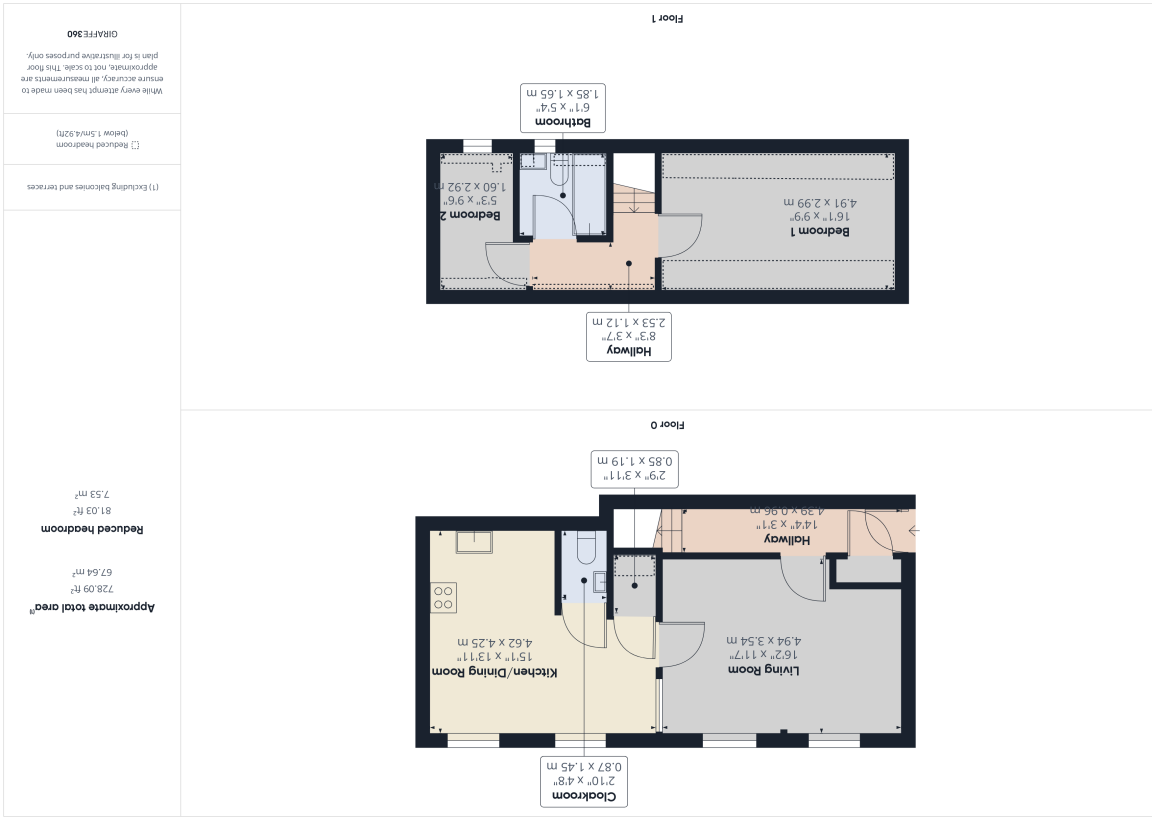 Cloakroom
2'10" x 4'8"
0.87 x 1.45 m
Living Room
16'2" x 11'7"
4.94 x 3.54 m
Kitchen/Dining Room
15'1" x 13'11"
4.62 x 4.25 m
Hallway
14'4" x 3'1"
4.39 x 0.96 m
2'9" x 3'11"
0.85 x 1.19 m
Floor 0
Hallway
8'3" x 3'7"
2.53 x 1.12 m
Bedroom 1
16'1" x 9'9"
4.91 x 2.99 m
Bedroom 2
5'3" x 9'6"
1.60 x 2.92 m
Bathroom
6'1" x 5'4"
1.85 x 1.65 m
Floor 1
Approximate total area(1)
728.09 ft²
67.64 m²
Reduced headroom
81.03 ft²
7.53 m²
(1) Excluding balconies and terraces
Reduced headroom
(below 1.5m/4.92ft)
While every attempt has been made to
ensure accuracy, all measurements are
approximate, not to scale. This floor
plan is for illustrative purposes only.
GIRAFFE360